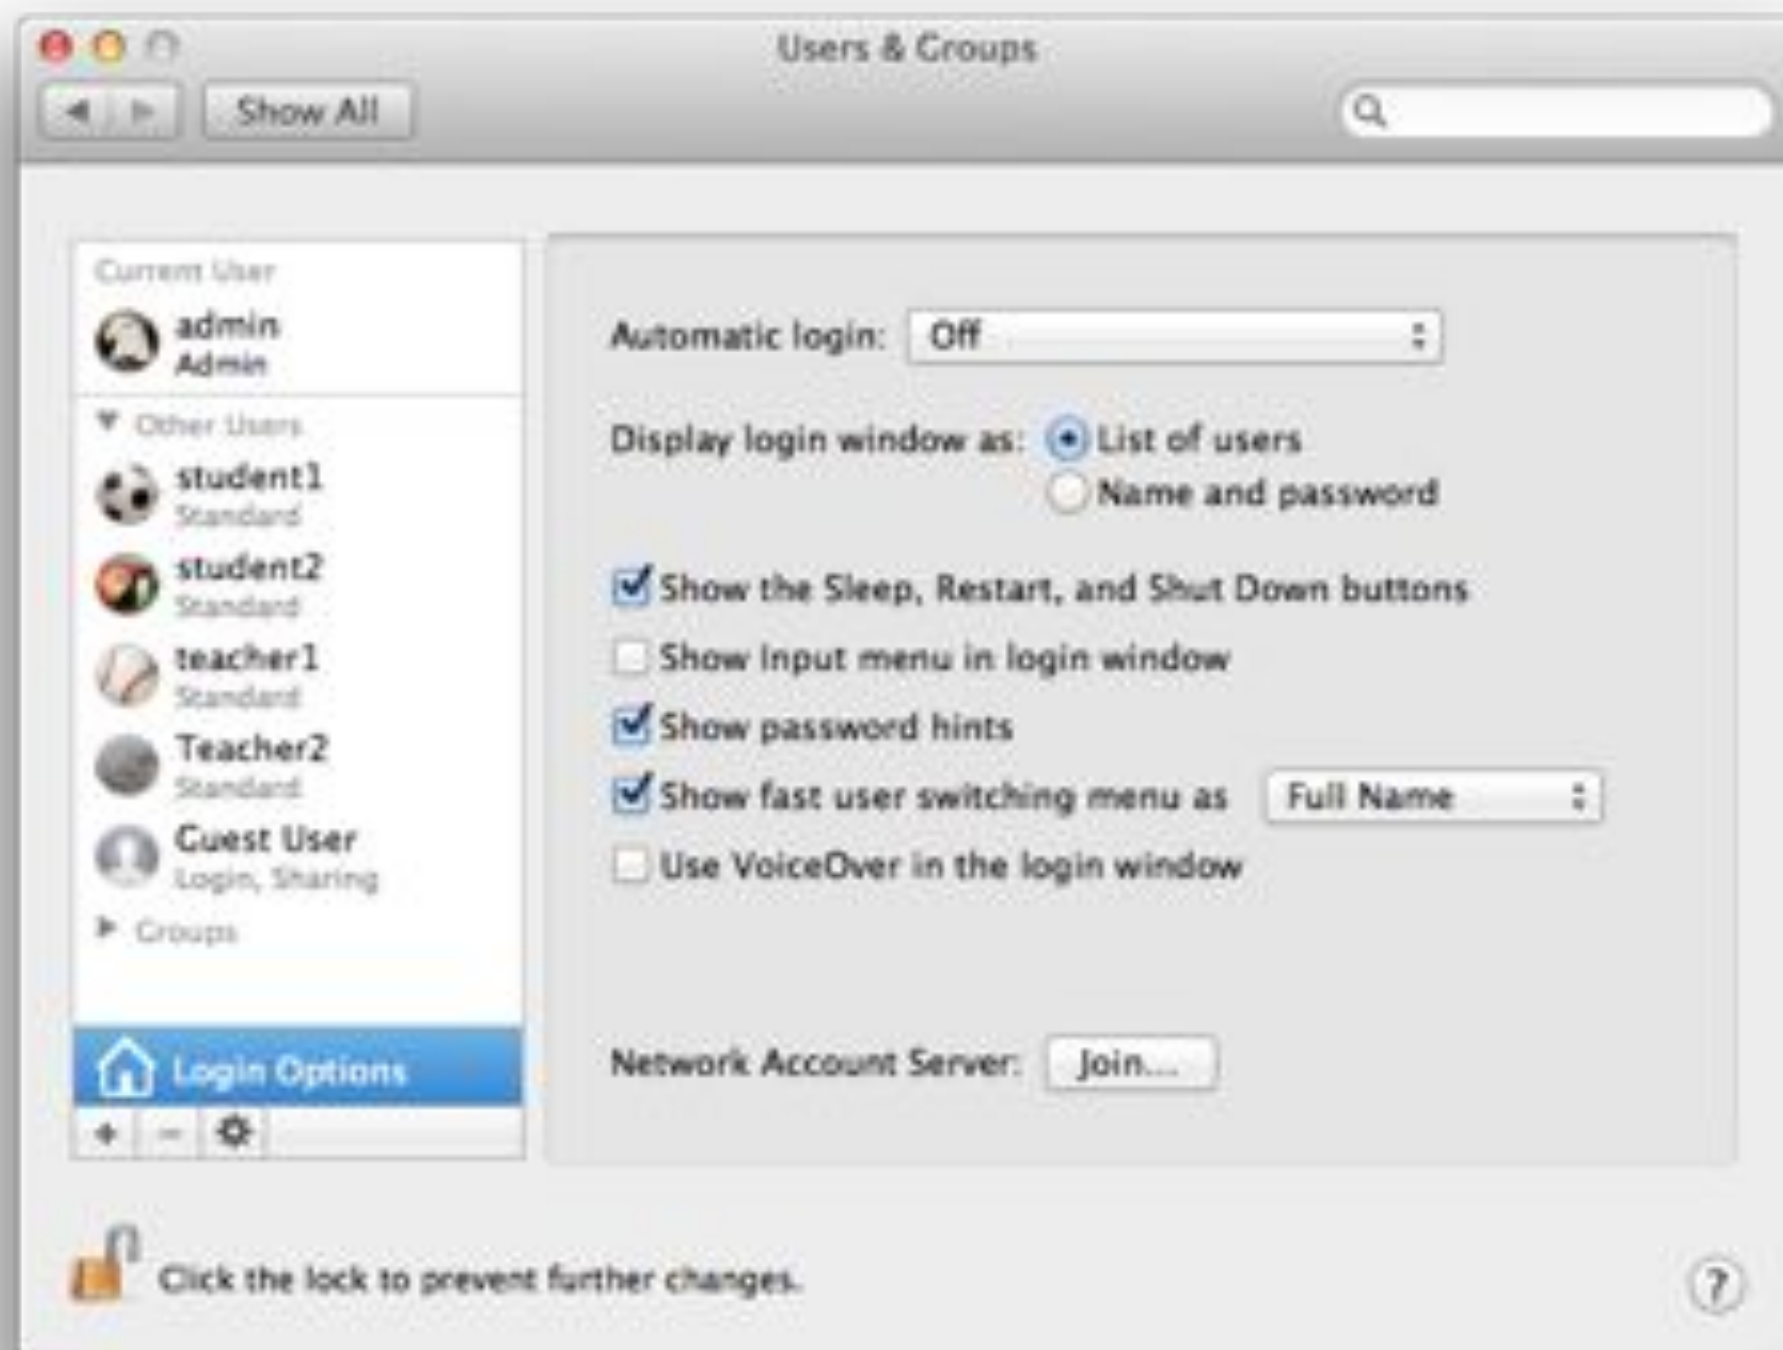 Users & Groups
Show All
Current User
admin
Admin
Other Users
student1
Standard
student2
Standard
teacher1
Standard
Teacher2
Standard
Guest User
Login, Sharing
Groups
Login Options
Automatic login: Off
Display login window as: List of users
Name and password
Show the Sleep, Restart, and Shut Down buttons
Show Input menu in login window
Show password hints
Show fast user switching menu as Full Name
Use VoiceOver in the login window
Network Account Server: Join...
Click the lock to prevent further changes.
?